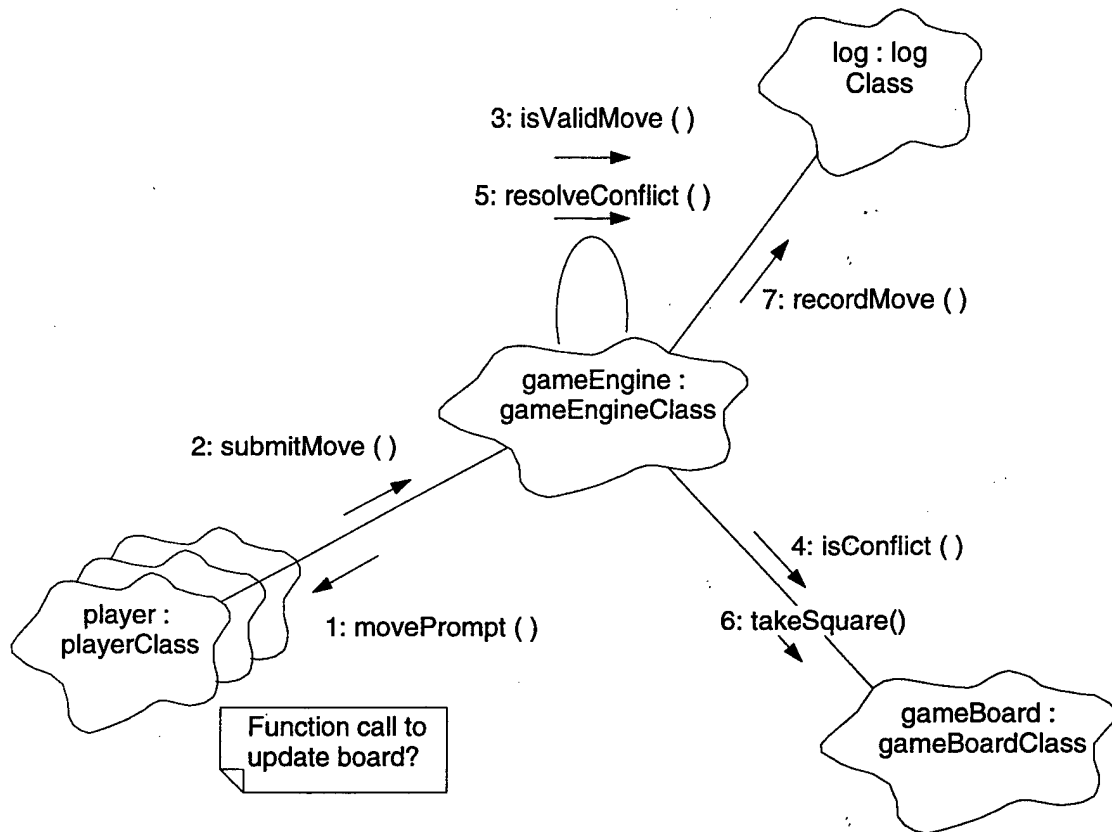 log : log
Class
3: isValidMove ( )
5: resolveConflict ( )
7: recordMove ( )
gameEngine :
gameEngineClass
2: submitMove ( )
4: isConflict ( )
6: takeSquare()
1: movePrompt ( )
player :
playerClass
gameBoard :
gameBoardClass
Function call to
update board?